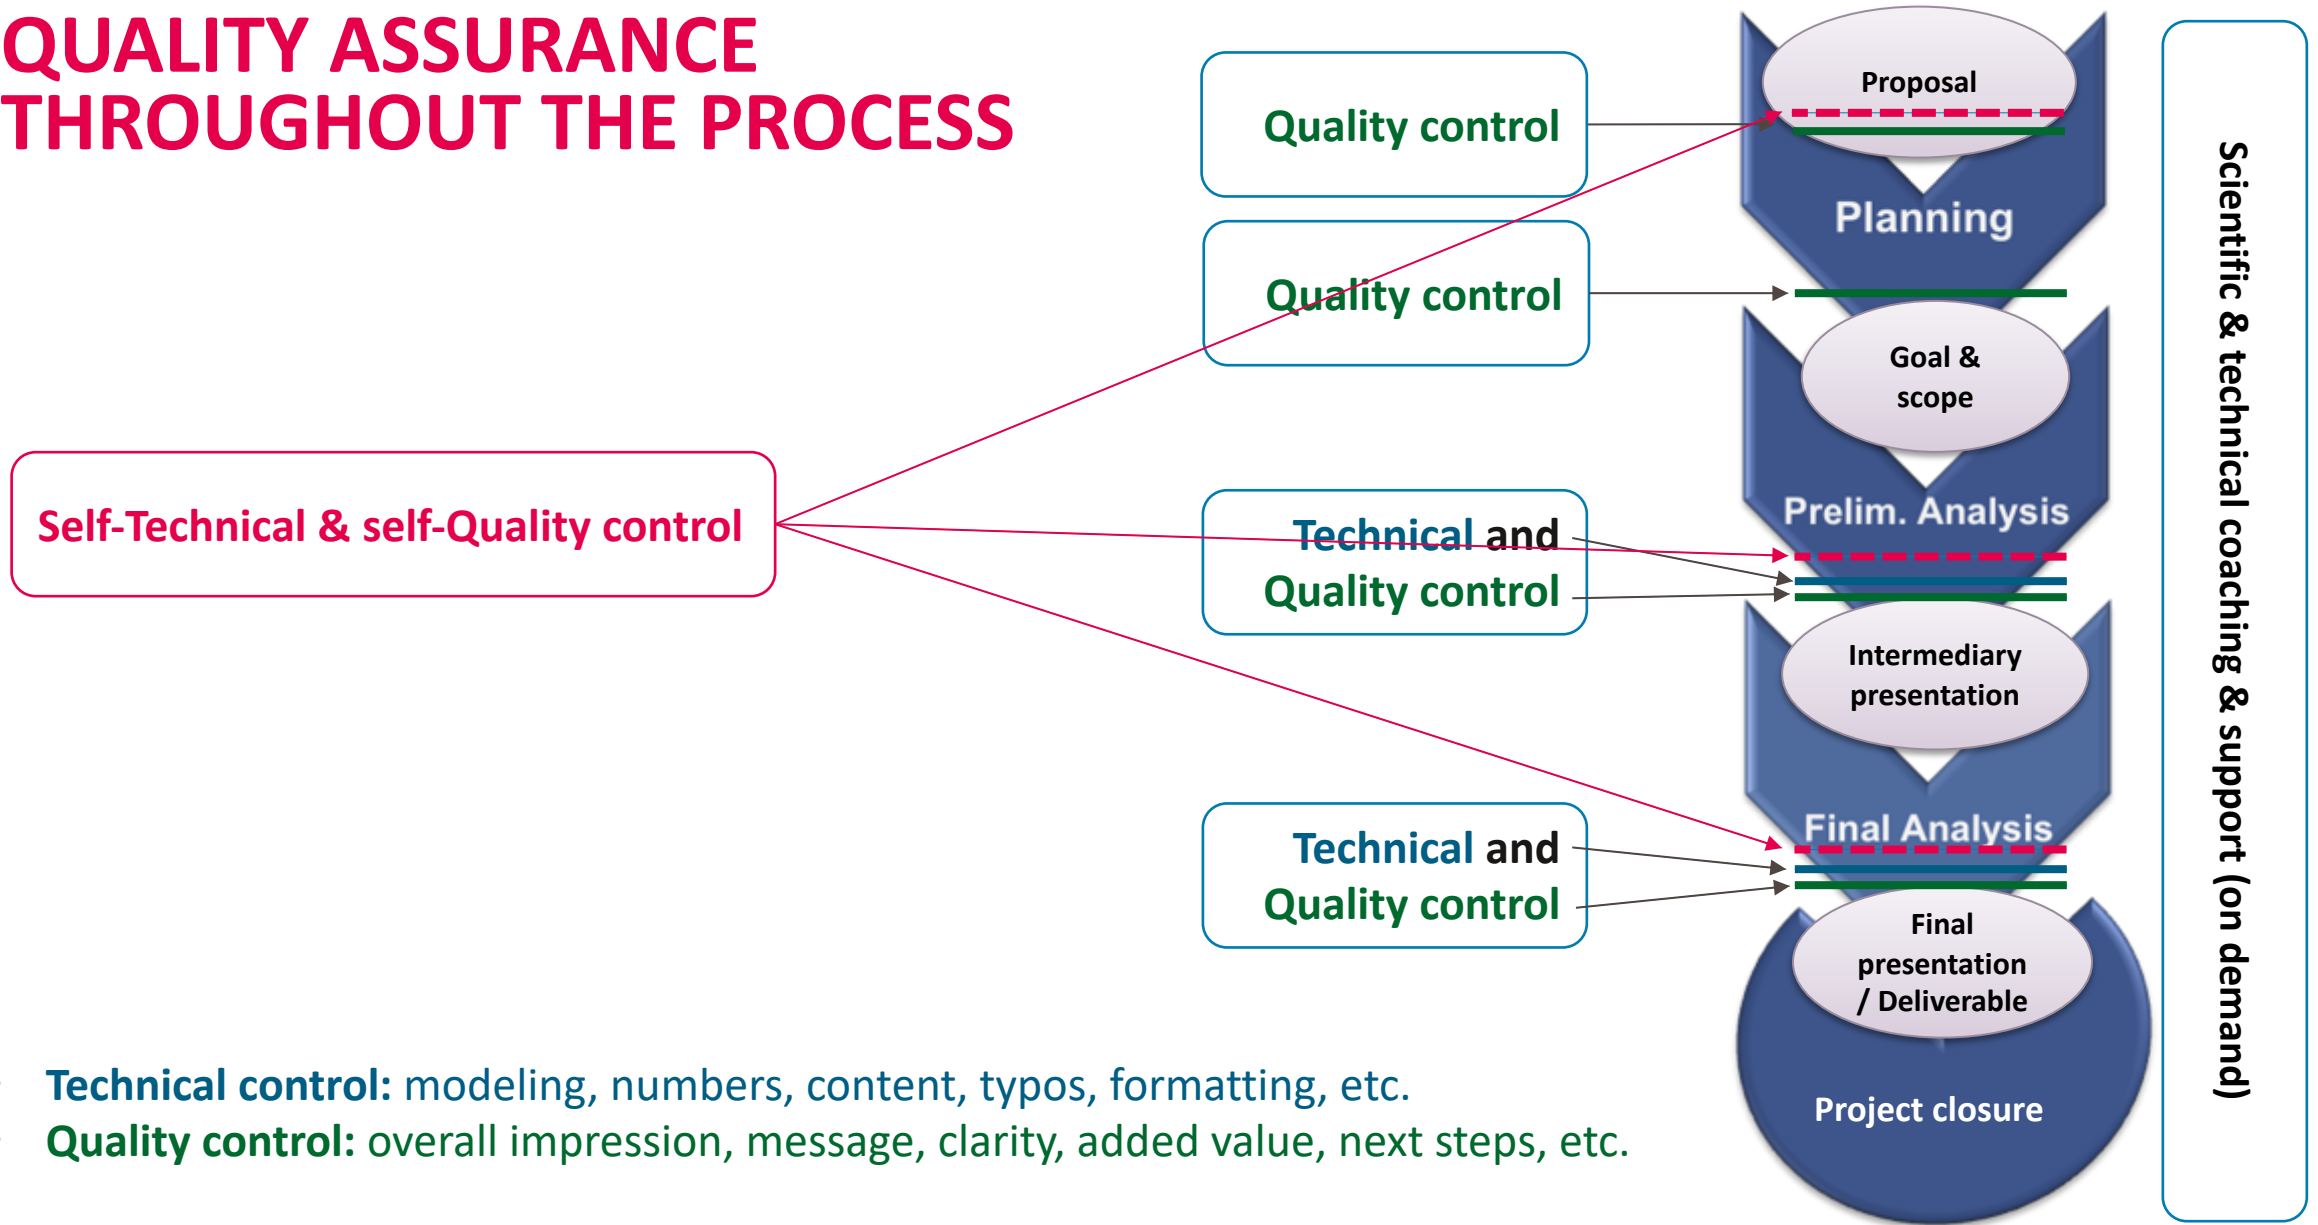 QUALITY ASSURANCE
THROUGHOUT THE PROCESS
Quality control
Quality control
Self-Technical & self-Quality control
Technical and
Quality control
Technical and
Quality control
Proposal
Planning
Goal &
scope
Prelim. Analysis
Intermediary
presentation
Final Analysis
Final
presentation
/ Deliverable
Project closure
Scientific & technical coaching & support (on demand)
Technical control: modeling, numbers, content, typos, formatting, etc.
Quality control: overall impression, message, clarity, added value, next steps, etc.